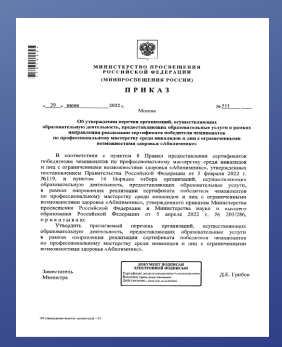 МИНИСТЕРСТВО ПРОСВЕЩЕНИЯ
РОССИЙСКОЙ ФЕДЕРАЦИИ
(МИНПРОСВЕЩЕНИЯ РОССИИ)
ПРИКАЗ
« 29 » июня 2022 г.
№ 511
Москва
Об утверждении перечня организаций, осуществляющих
образовательную деятельность, предоставляющих образовательные услуги в рамках
направления реализации сертификата победителя чемпионатов
по профессиональному мастерству среди инвалидов и лиц с ограниченными
возможностями здоровья «Абилимпикс»
В соответствии с пунктом 8 Правил предоставления сертификатов
победителям чемпионатов по профессиональному мастерству среди инвалидов
и лиц с ограниченными возможностями здоровья «Абилимпикс», утвержденных
постановлением Правительства Российской Федерации от 5 февраля 2022 г.
№119, и пунктом 14 Порядка отбора организаций, осуществляющих
образовательную деятельность, предоставляющих образовательные услуги,
в рамках направления реализации сертификата победителя чемпионатов
по профессиональному мастерству среди инвалидов и лиц с ограниченными
возможностями здоровья «Абилимпикс», утвержденного приказом Министерства
просвещения Российской Федерации и Министерства науки и высшего
образования Российской Федерации от 5 апреля 2022 г. № 201/286,
приказываю:
Утвердить прилагаемый перечень организаций, осуществляющих
образовательную деятельность, предоставляющих образовательные услуги
в рамках направления реализации сертификата победителя чемпионатов
по профессиональному мастерству среди инвалидов и лиц с ограниченными
возможностями здоровья «Абилимпикс».
ДОКУМЕНТ ПОДПИСАН
ЭЛЕКТРОННОЙ ПОДПИСЬЮ
Заместитель
Министра
Д.Е. Грибов